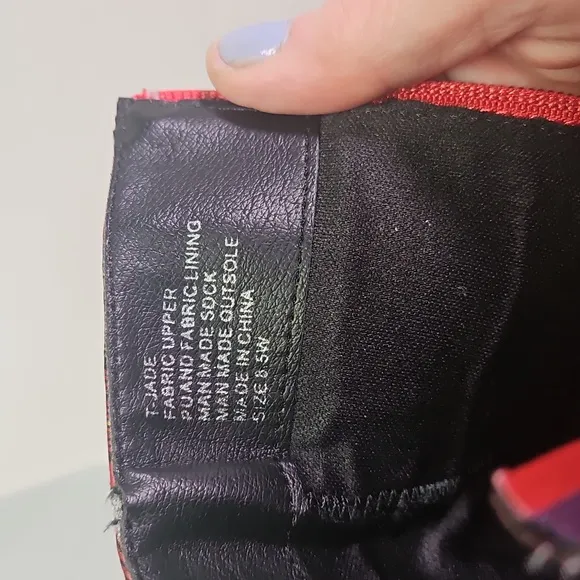 T-JADE
FABRIC UPPER
PU AND FABRIC LINING
MAN MADE SOCK
MAN MADE OUTSOLE
MADE IN CHINA
SIZE 8.5W